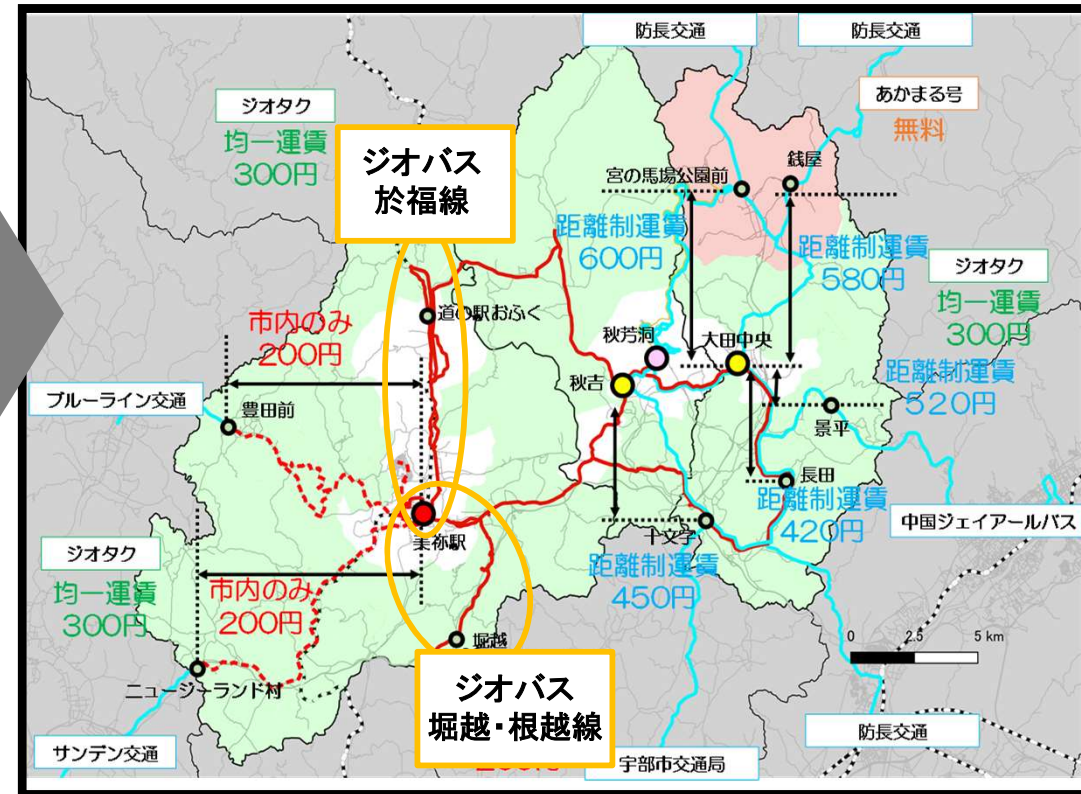 防長交通
防長交通
ジオタク
均一運賃
300円
あかまる号
無料
ジオバス
於福線
宮の馬場公園前
銭屋
距離制運賃
600円
距離制運賃
580円
ジオタク
均一運賃
300円
道の駅おふく
市内のみ
200円
秋芳洞
大田中央
秋吉
距離制運賃
520円
ブルーライン交通
豊田前
景平
長田
距離制運賃
420円
美祢駅
十文字
中国ジェイアールバス
ジオタク
均一運賃
300円
市内のみ
200円
距離制運賃
450円
堀越
0 2.5 5 km
ニュージーランド村
ジオバス
堀越・根越線
サンデン交通
宇部市交通局
防長交通